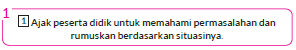 1
1 Ajak peserta didik untuk memahami permasalahan dan
rumuskan berdasarkan situasinya.